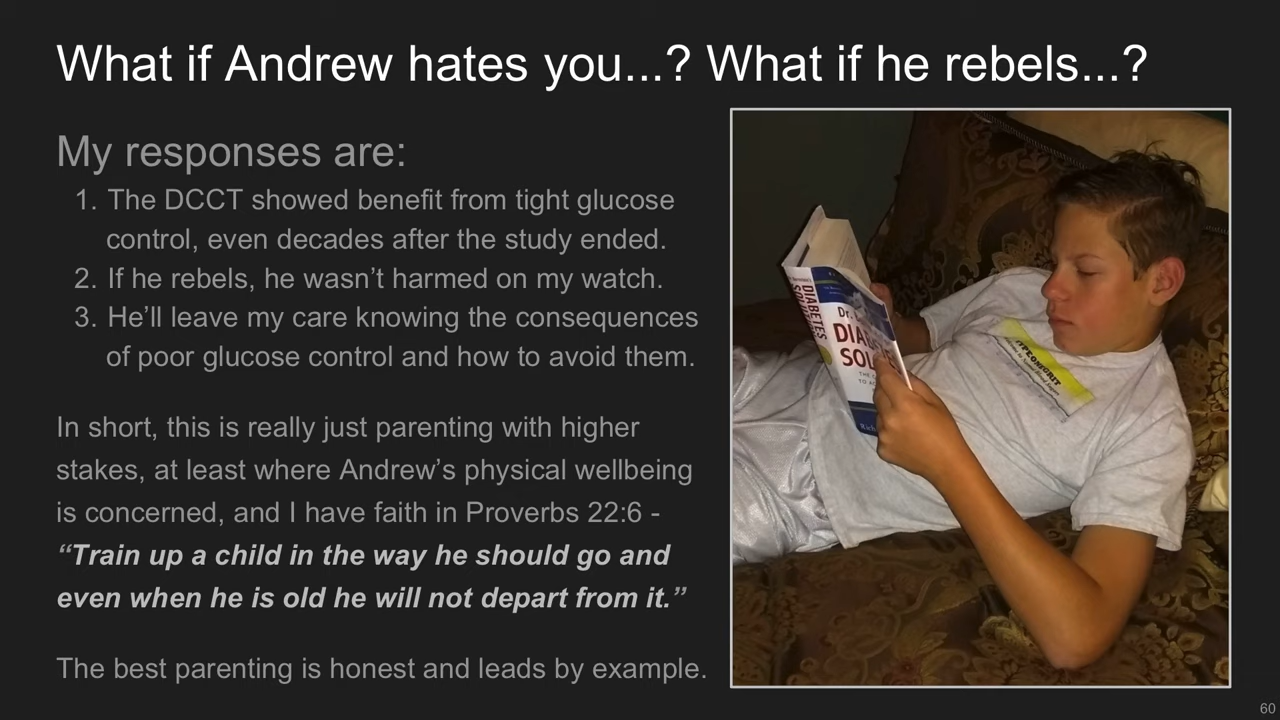 What if Andrew hates you...? What if he rebels...?
My responses are:
1. The DCCT showed benefit from tight glucose
control, even decades after the study ended.
2. If he rebels, he wasn’t harmed on my watch.
3. He’ll leave my care knowing the consequences
of poor glucose control and how to avoid them.
In short, this is really just parenting with higher
stakes, at least where Andrew’s physical wellbeing
is concerned, and I have faith in Proverbs 22:6 -
“Train up a child in the way he should go and
even when he is old he will not depart from it.”
The best parenting is honest and leads by example.
DIABETES
Dr.
60